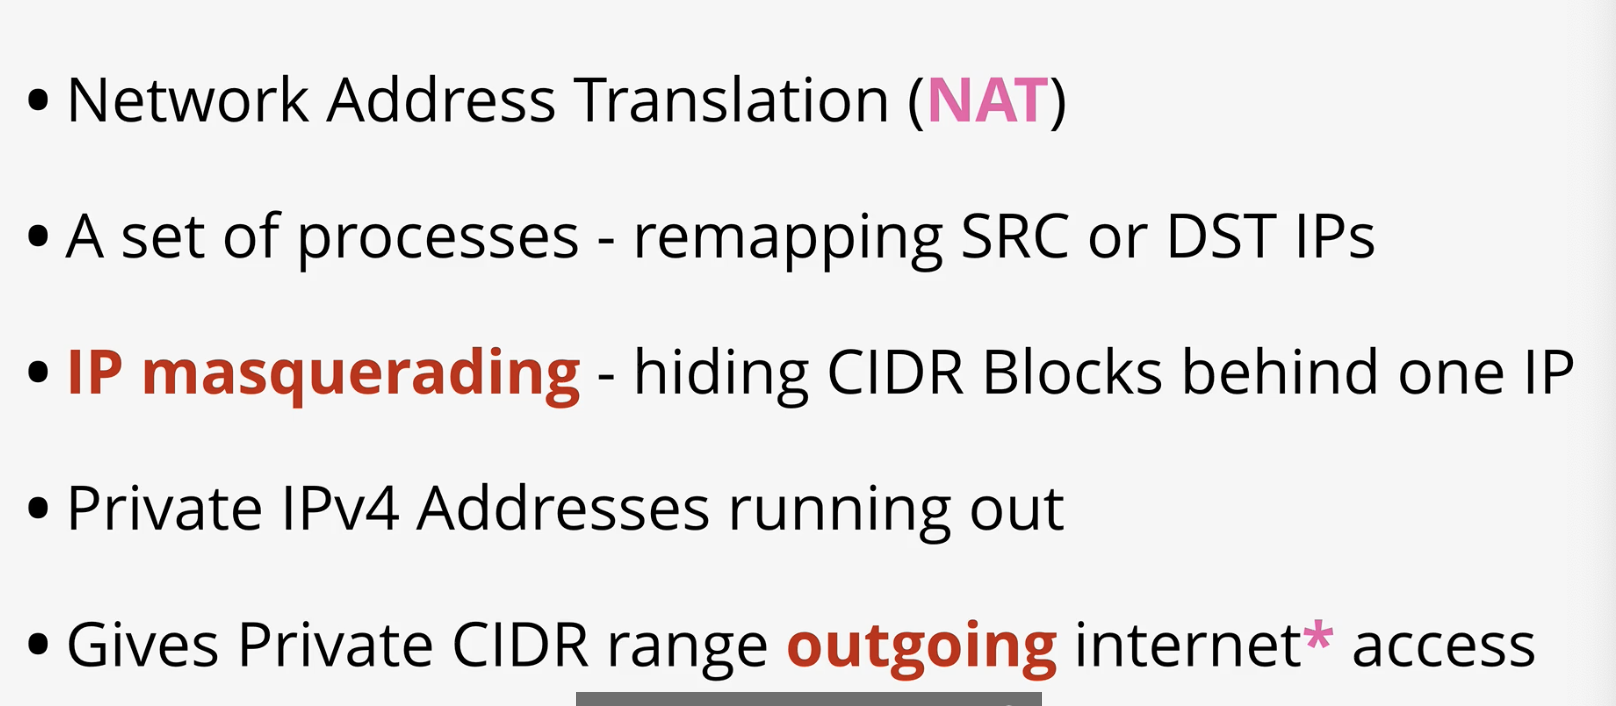 • Network Address Translation (NAT)
• A set of processes - remapping SRC or DST IPs
• IP masquerading - hiding CIDR Blocks behind one IP
• Private IPv4 Addresses running out
• Gives Private CIDR range outgoing internet* access